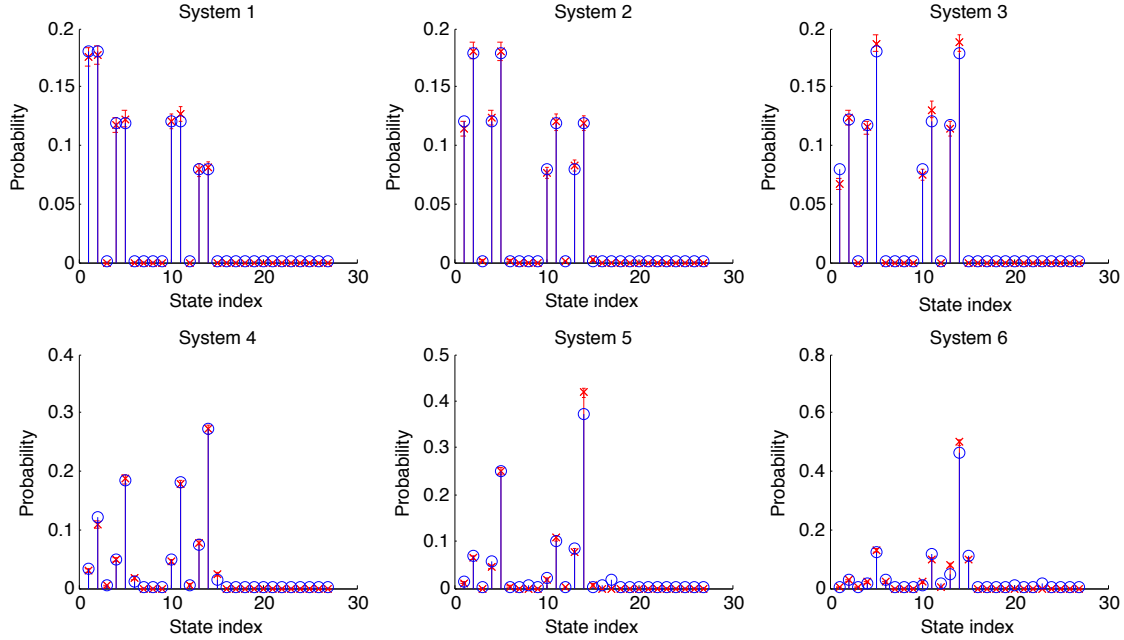 System 1
System 2
System 3
0.2
0.15
0.1
0.05
0
Probability
0 10 20 30
State index
0.2
0.15
0.1
0.05
0
Probability
0 10 20 30
State index
0.2
0.15
0.1
0.05
0
Probability
0 10 20 30
State index
System 4
System 5
System 6
0.4
0.3
0.2
0.1
0
Probability
0 10 20 30
State index
0.5
0.4
0.3
0.2
0.1
0
Probability
0 10 20 30
State index
0.8
0.6
0.4
0.2
0
Probability
0 10 20 30
State index